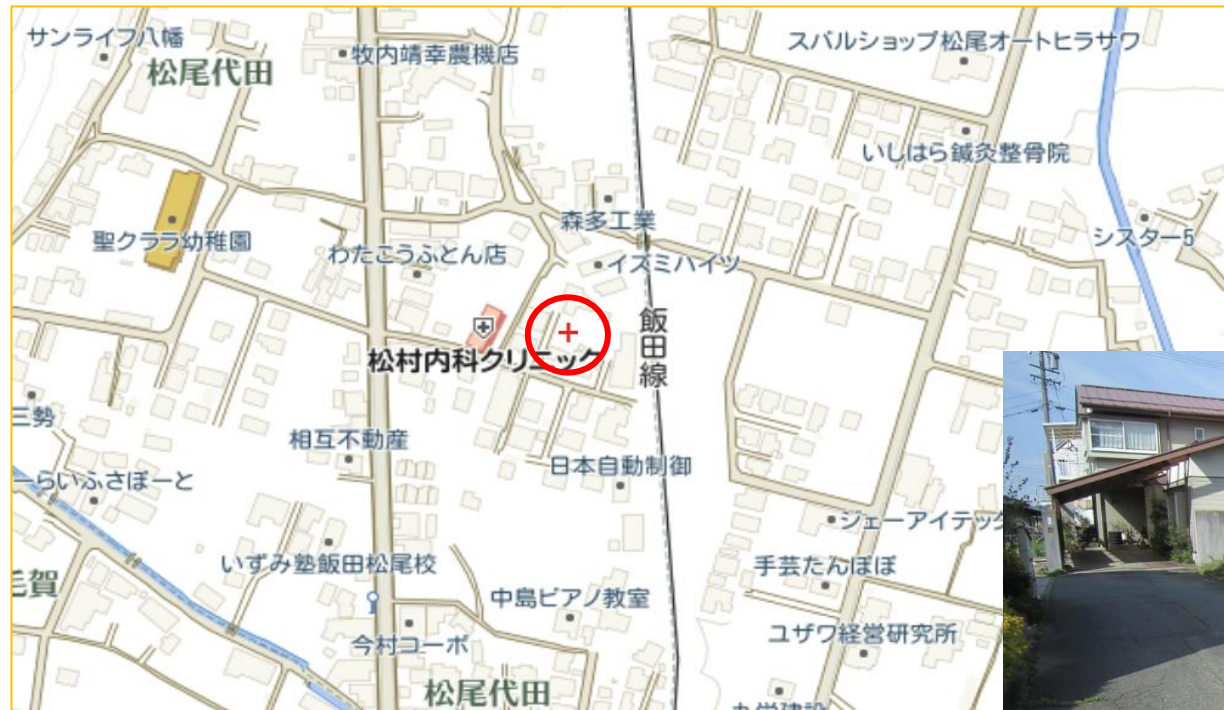 サンライフ八幡
牧内靖幸農機店
スバルショップ松尾オートヒラサワ
松尾代田
いしはら鍼灸整骨院
森多工業
シスター5
聖クララ幼稚園
わたこうふとん店
イズミハイツ
飯田線
松村内科クリニック
三勢
相互不動産
日本自動制御
ーらいふさぽーと
ジェーアイテック
いずみ塾飯田松尾校
手芸たんぽぽ
毛賀
中島ピアノ教室
今村コーポ
ユザワ経営研究所
松尾代田